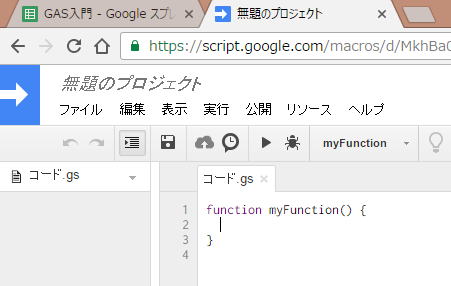 GAS入門 - Google スプレ
無題のプロジェクト
https://script.google.com/macros/d/MkhBa
無題のプロジェクト
ファイル 編集 表示 実行 公開 リソース ヘルプ
myFunction
コード.gs
コード.gs
1 function myFunction() {
2
3 }
4